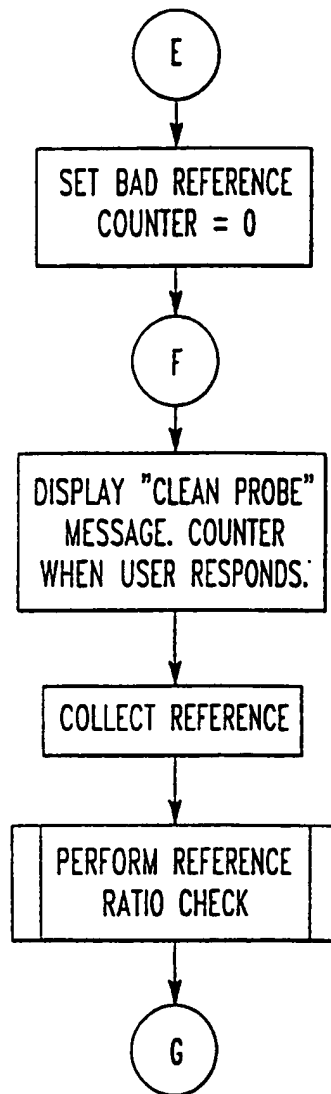 E
SET BAD REFERENCE
COUNTER = 0
F
DISPLAY "CLEAN PROBE"
MESSAGE. COUNTER
WHEN USER RESPONDS.
COLLECT REFERENCE
PERFORM REFERENCE
RATIO CHECK
G